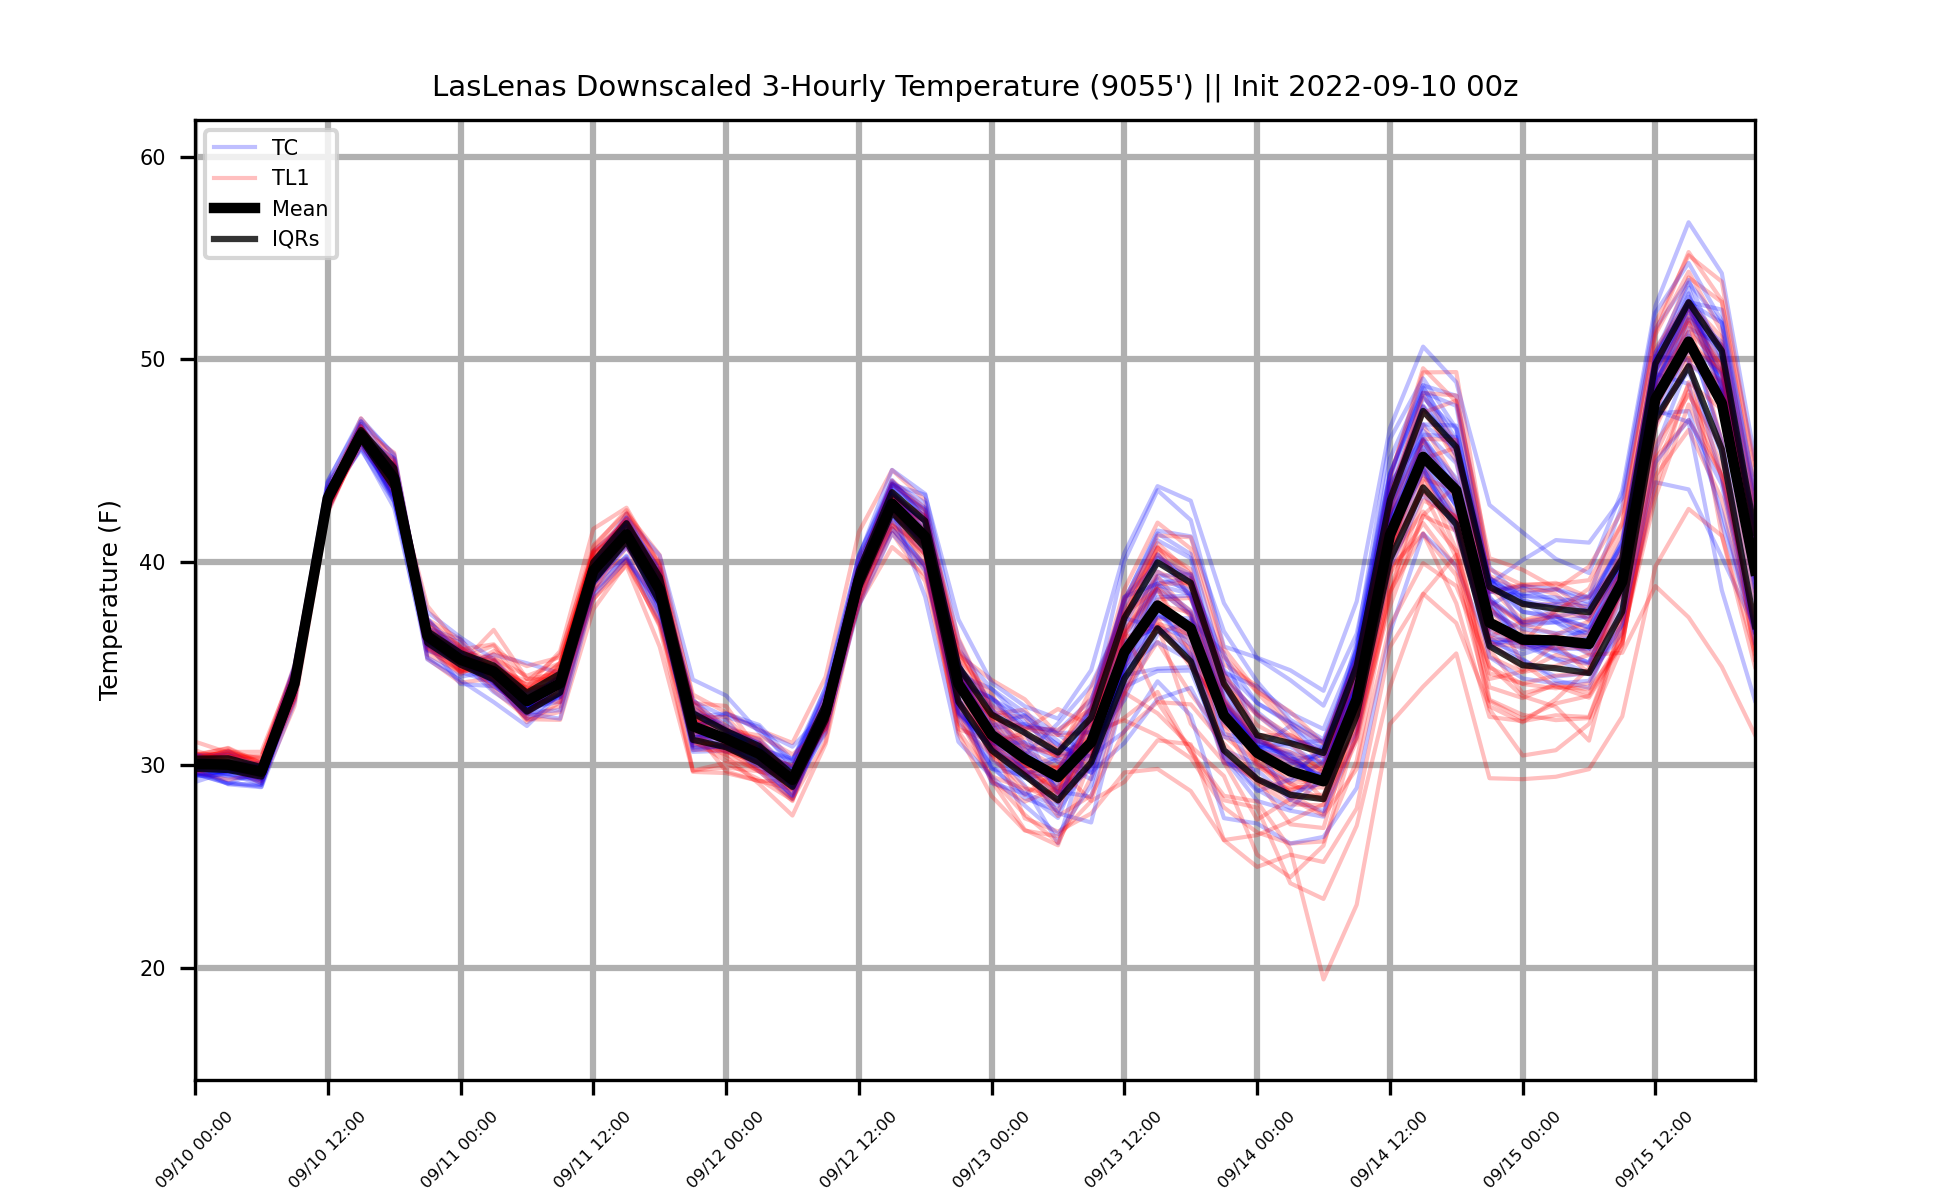 LasLenas Downscaled 3-Hourly Temperature (9055') || Init 2022-09-10 00z
TC
TL1
Mean
IQRs
Temperature (F)
60
50
40
30
20
09/10 00:00
09/10 12:00
09/11 00:00
09/11 12:00
09/12 00:00
09/12 12:00
09/13 00:00
09/13 12:00
09/14 00:00
09/14 12:00
09/15 00:00
09/15 12:00